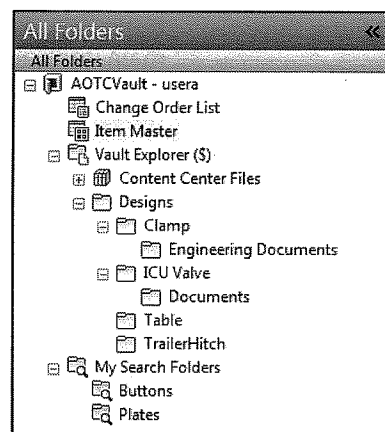 All Folders
All Folders
AOTCVault - usera
Change Order List
Item Master
Vault Explorer ($)
Content Center Files
Designs
Clamp
Engineering Documents
ICU Valve
Documents
Table
TrailerHitch
My Search Folders
Buttons
Plates